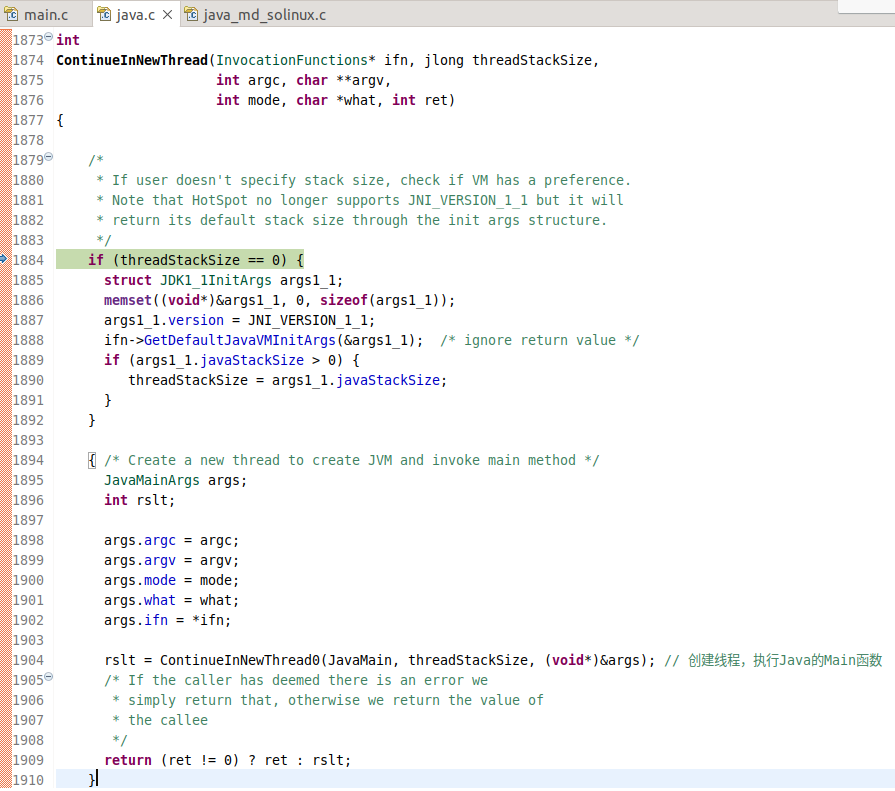 main.c java.c java_md_solinux.c
1873 int
1874 ContinueInNewThread(InvocationFunctions* ifn, jlong threadStackSize,
1875                     int argc, char **argv,
1876                     int mode, char *what, int ret)
1877 {
1878
1879     /*
1880      * If user doesn't specify stack size, check if VM has a preference.
1881      * Note that HotSpot no longer supports JNI_VERSION_1_1 but it will
1882      * return its default stack size through the init args structure.
1883      */
1884     if (threadStackSize == 0) {
1885       struct JDK1_1InitArgs args1_1;
1886       memset((void*)&args1_1, 0, sizeof(args1_1));
1887       args1_1.version = JNI_VERSION_1_1;
1888       ifn->GetDefaultJavaVMInitArgs(&args1_1);  /* ignore return value */
1889       if (args1_1.javaStackSize > 0) {
1890          threadStackSize = args1_1.javaStackSize;
1891       }
1892     }
1893
1894     { /* Create a new thread to create JVM and invoke main method */
1895       JavaMainArgs args;
1896       int rslt;
1897
1898       args.argc = argc;
1899       args.argv = argv;
1900       args.mode = mode;
1901       args.what = what;
1902       args.ifn = *ifn;
1903
1904       rslt = ContinueInNewThread0(JavaMain, threadStackSize, (void*)&args); // 创建线程，执行Java的Main函数
1905       /* If the caller has deemed there is an error we
1906        * simply return that, otherwise we return the value of
1907        * the callee
1908        */
1909       return (ret != 0) ? ret : rslt;
1910     }